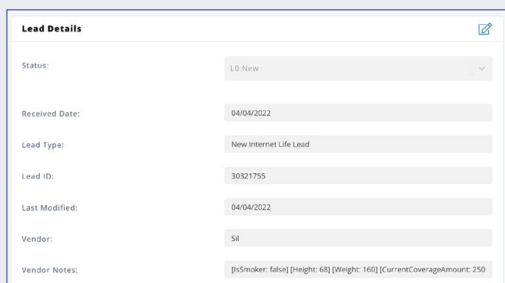 Lead Details
Status:
L0:New
Received Date:
04/04/2022
Lead Type:
New Internet Life Lead
Lead ID:
30321755
Last Modified:
04/04/2022
Vendor:
Sil
Vendor Notes:
[IsSmoker: false] [Height: 68] [Weight: 160] [CurrentCoverageAmount: 250